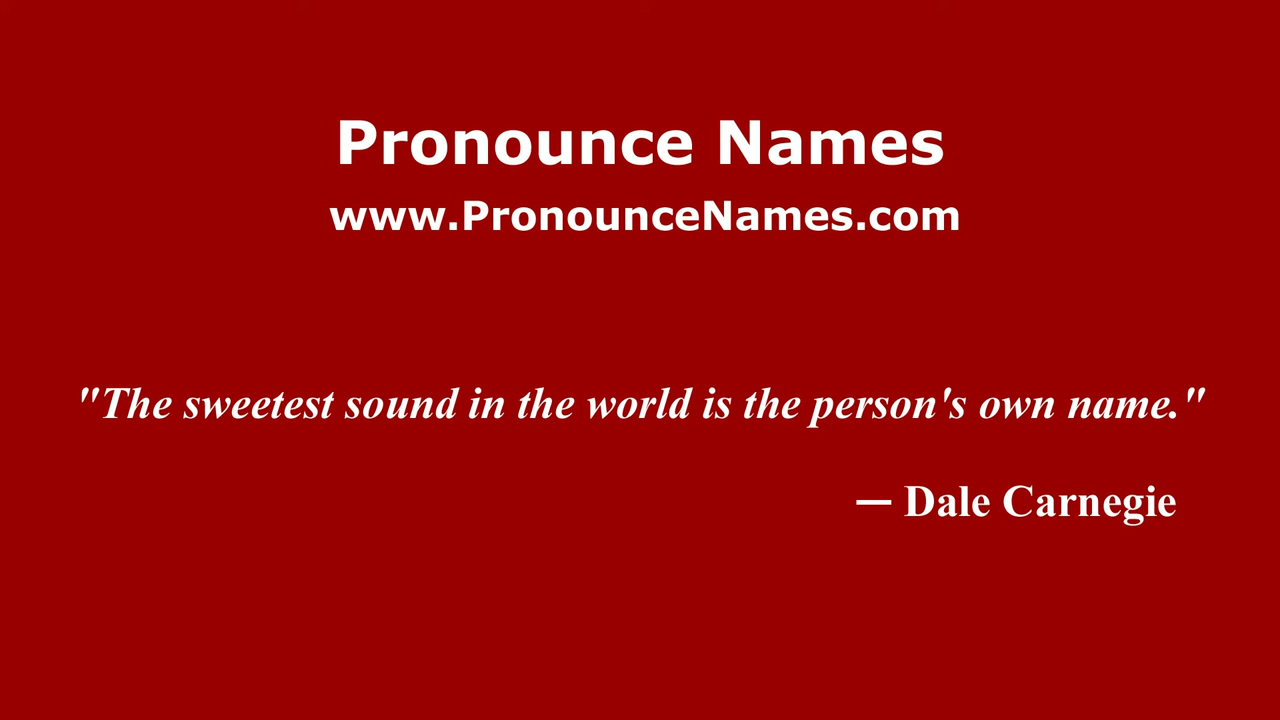 Pronounce Names
www.PronounceNames.com
"The sweetest sound in the world is the person's own name."
— Dale Carnegie